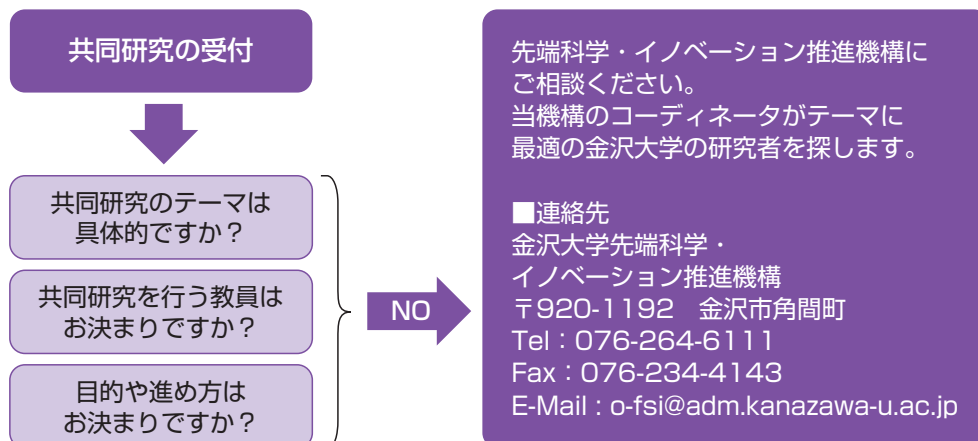 共同研究の受付
共同研究のテーマは
具体的ですか？
共同研究を行う教員は
お決まりですか？
目的や進め方は
お決まりですか？
NO
先端科学・イノベーション推進機構に
ご相談ください。
当機構のコーディネータがテーマに
最適の金沢大学の研究者を探します。
■連絡先
金沢大学先端科学・
イノベーション推進機構
〒920-1192　金沢市角間町
Tel：076-264-6111
Fax：076-234-4143
E-Mail : o-fsi@adm.kanazawa-u.ac.jp